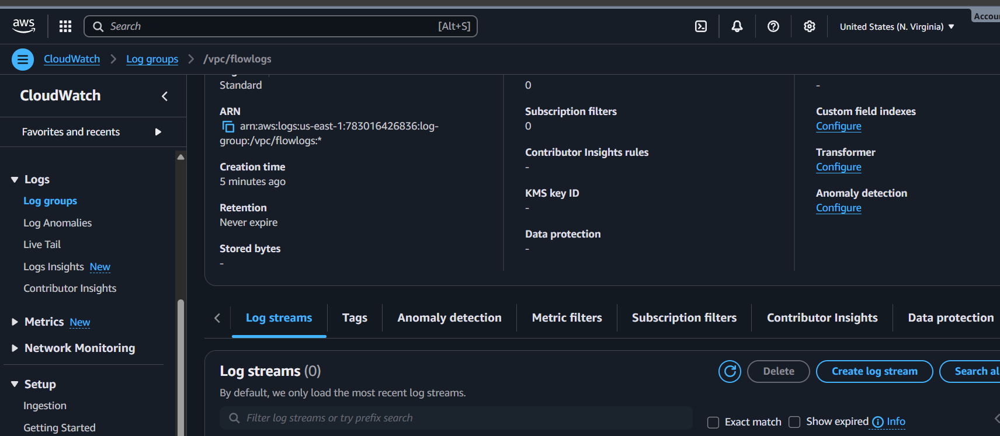 aws
Search
[Alt+S]
United States (N. Virginia)
CloudWatch
Log groups
/vpc/flowlogs
CloudWatch
Favorites and recents
Logs
Log groups
Log Anomalies
Live Tail
Logs Insights New
Contributor Insights
Metrics New
Network Monitoring
Setup
Ingestion
Getting Started
Standard
ARN
arn:aws:logs:us-east-1:783016426836:log-
group:/vpc/flowlogs:*
Creation time
5 minutes ago
Retention
Never expire
Stored bytes
-
0
Subscription filters
0
Contributor Insights rules
-
KMS key ID
-
Data protection
-
-
Custom field indexes
Configure
Transformer
Configure
Anomaly detection
Configure
Log streams
Tags
Anomaly detection
Metric filters
Subscription filters
Contributor Insights
Data protection
Log streams (0)
Delete
Create log stream
Search al
By default, we only load the most recent log streams.
Filter log streams or try prefix search
Exact match
Show expired
Info